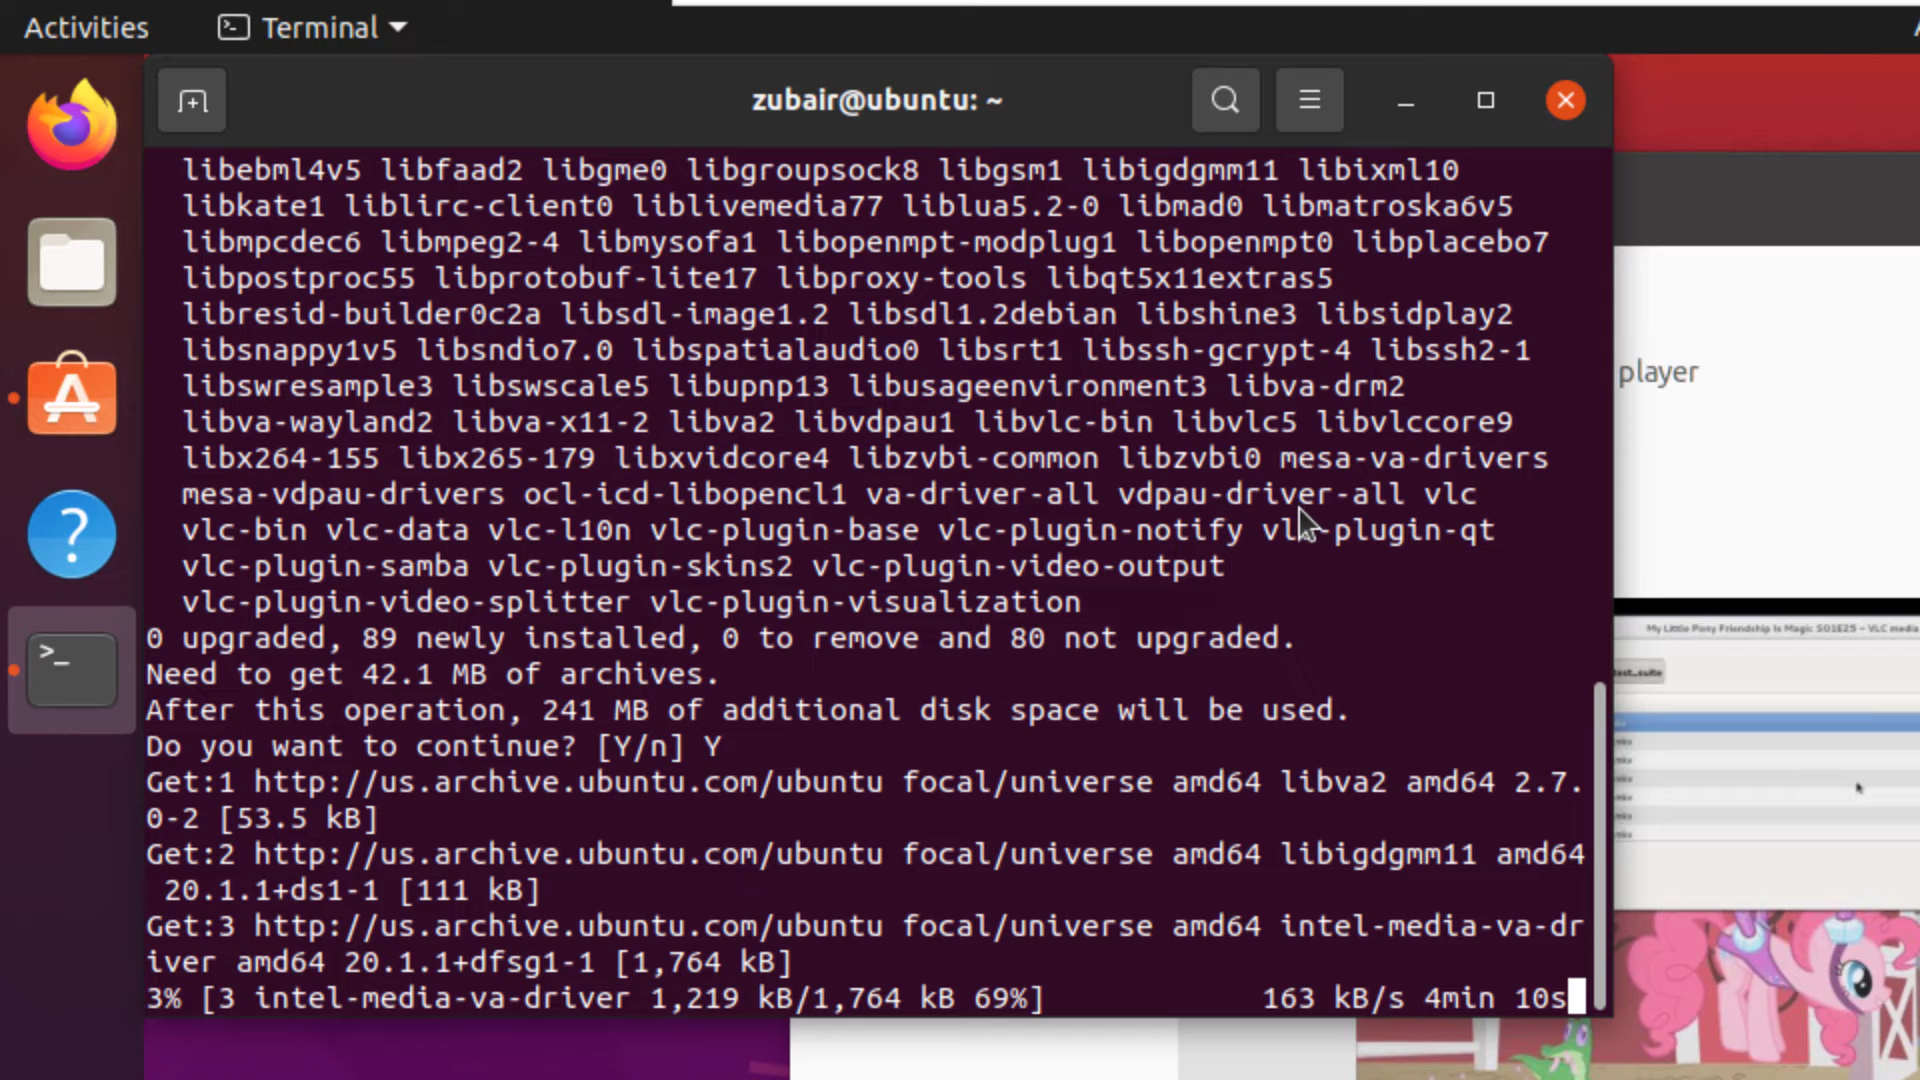 Activities
Terminal
zubair@ubuntu: ~
libebml4v5 libfaad2 libgme0 libgroupsock8 libgsm1 libigdgmm11 libixml10
libkate1 liblirc-client0 liblivemedia77 liblua5.2-0 libmad0 libmatroska6v5
libmpcdec6 libmpeg2-4 libmysofa1 libopenmpt-modplug1 libopenmpt0 libplacebo7
libpostproc55 libprotobuf-lite17 libproxy-tools libqt5x11extras5
libresid-builder0c2a libsdl-image1.2 libsdl1.2debian libshine3 libsidplay2
libsnappy1v5 libsndio7.0 libspatialaudio0 libsrt1 libssh-gcrypt-4 libssh2-1
libswresample3 libswscale5 libupnp13 libusageenvironment3 libva-drm2
libva-wayland2 libva-x11-2 libva2 libvdpau1 libvlc-bin libvlc5 libvlccore9
libx264-155 libx265-179 libxvidcore4 libzvbi-common libzvbi0 mesa-va-drivers
mesa-vdpau-drivers ocl-icd-libopencl1 va-driver-all vdpau-driver-all vlc
vlc-bin vlc-data vlc-l10n vlc-plugin-base vlc-plugin-notify vlc-plugin-qt
vlc-plugin-samba vlc-plugin-skins2 vlc-plugin-video-output
vlc-plugin-video-splitter vlc-plugin-visualization
0 upgraded, 89 newly installed, 0 to remove and 80 not upgraded.
Need to get 42.1 MB of archives.
After this operation, 241 MB of additional disk space will be used.
Do you want to continue? [Y/n] Y
Get:1 http://us.archive.ubuntu.com/ubuntu focal/universe amd64 libva2 amd64 2.7.
0-2 [53.5 kB]
Get:2 http://us.archive.ubuntu.com/ubuntu focal/universe amd64 libigdgmm11 amd64
20.1.1+ds1-1 [111 kB]
Get:3 http://us.archive.ubuntu.com/ubuntu focal/universe amd64 intel-media-va-dr
iver amd64 20.1.1+dfsg1-1 [1,764 kB]
3% [3 intel-media-va-driver 1,219 kB/1,764 kB 69%] 163 kB/s 4min 10s
player
My Little Pony Friendship Is Magic S01E25 – VLC media
test_suite